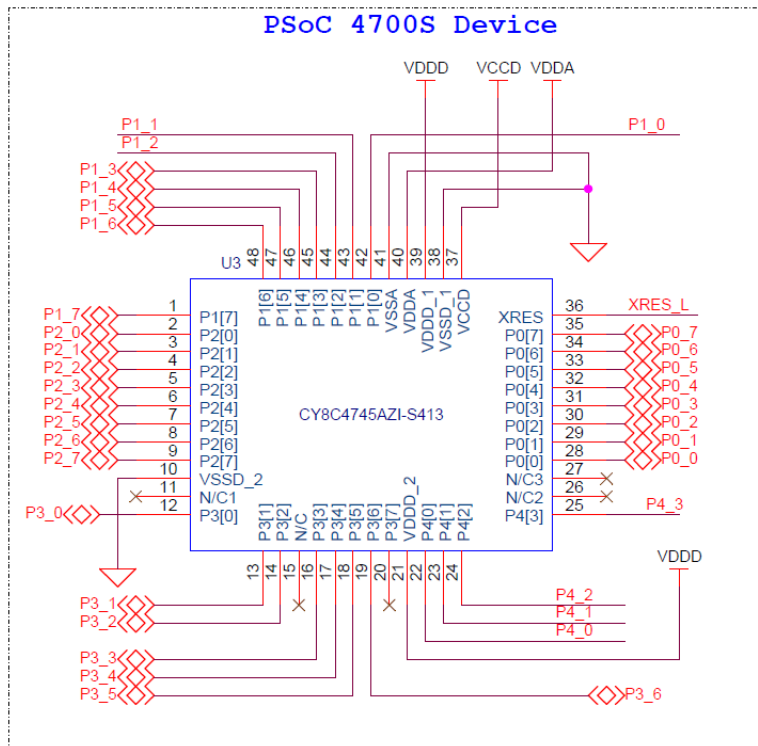 PSoC 4700S Device
VDDD VCCD VDDA
P1_1 P1_0
P1_2
P1_3
P1_4
P1_5
P1_6
48 47 46 45 44 43 42 41 40 39 38 37
U3
P1[6] P1[5] P1[4] P1[3] P1[2] P1[1] P1[0] VSSA VDDA VDDD_1 VSSD_1 VCCD
P1_7 1 P1[7] XRES 36 XRES_L
P2_0 2 P2[0] P0[7] 35 P0_7
P2_1 3 P2[1] P0[6] 34 P0_6
P2_2 4 P2[2] P0[5] 33 P0_5
P2_3 5 P2[3] P0[4] 32 P0_4
P2_4 6 P2[4] P0[3] 31 P0_3
P2_5 7 P2[5] P0[2] 30 P0_2
P2_6 8 P2[6] P0[1] 29 P0_1
P2_7 9 P2[7] P0[0] 28 P0_0
10 VSSD_2 N/C3 27
11 N/C1 N/C2 26
P3_0 12 P3[0] P4[3] 25 P4_3
CY8C4745AZI-S413
P3[1] P3[2] N/C P3[3] P3[4] P3[5] P3[6] P3[7] VDDD_2 P4[0] P4[1] P4[2]
13 14 15 16 17 18 19 20 21 22 23 24
VDDD
P3_1 P4_2
P3_2 P4_1
P4_0
P3_3
P3_4
P3_5 P3_6